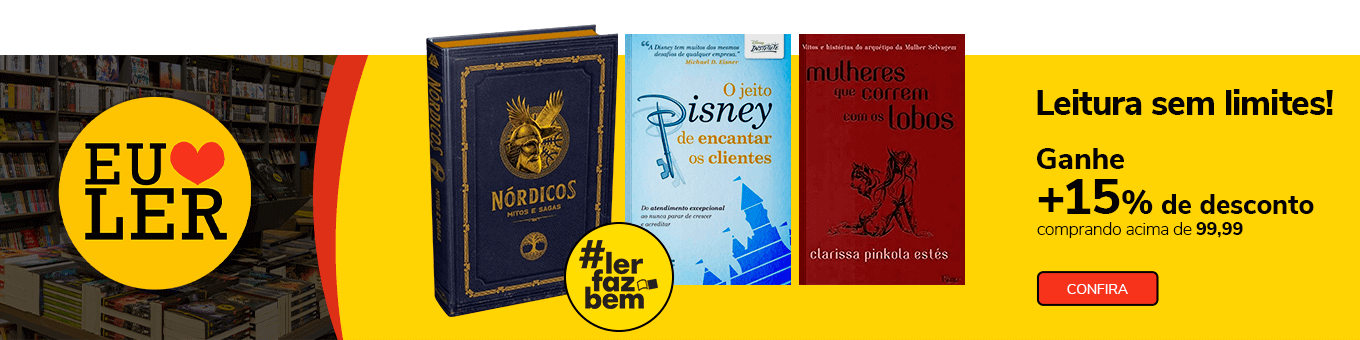 EU
LER
NÓRDICOS
MITOS E SAGAS
NÓRDICOS
MITOS E SAGAS
#ler
faz
bem
"A Disney tem muitos dos mesmos
desafios de qualquer empresa."
Michael D. Eisner
Disney
INSTITUTE
O jeito
Disney
de encantar
os clientes
Do atendimento excepcional
ao nunca parar de crescer
e acreditar
Mitos e histórias do arquétipo da Mulher Selvagem
mulheres
que correm
com os lobos
clarissa pinkola estés
Leitura sem limites!
Ganhe
+15% de desconto
comprando acima de 99,99
CONFIRA